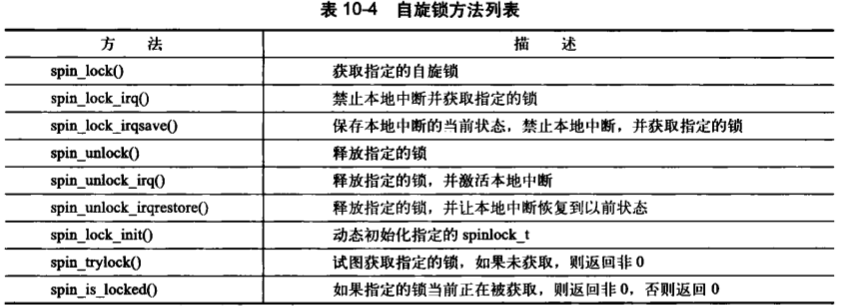 表 10-4 自旋锁方法列表
方 法 描 述
spin_lock() 获取指定的自旋锁
spin_lock_irq() 禁止本地中断并获取指定的锁
spin_lock_irqsave() 保存本地中断的当前状态，禁止本地中断，并获取指定的锁
spin_unlock() 释放指定的锁
spin_unlock_irq() 释放指定的锁，并激活本地中断
spin_unlock_irqrestore() 释放指定的锁，并让本地中断恢复到以前状态
spin_lock_init() 动态初始化指定的 spinlock_t
spin_trylock() 试图获取指定的锁，如果未获取，则返回非 0
spin_is_locked() 如果指定的锁当前正在被获取，则返回非 0，否则返回 0